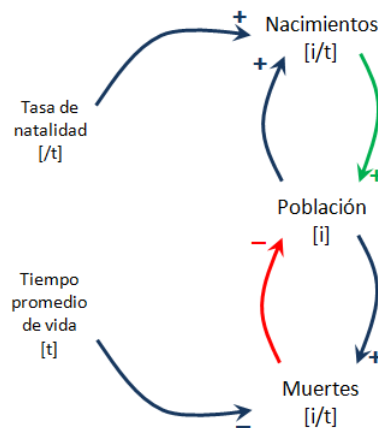 +
Nacimientos
[i/t]
+
Tasa de
natalidad
[/t]
+
Población
[i]
−
Tiempo
promedio
de vida
[t]
+
Muertes
[i/t]
−